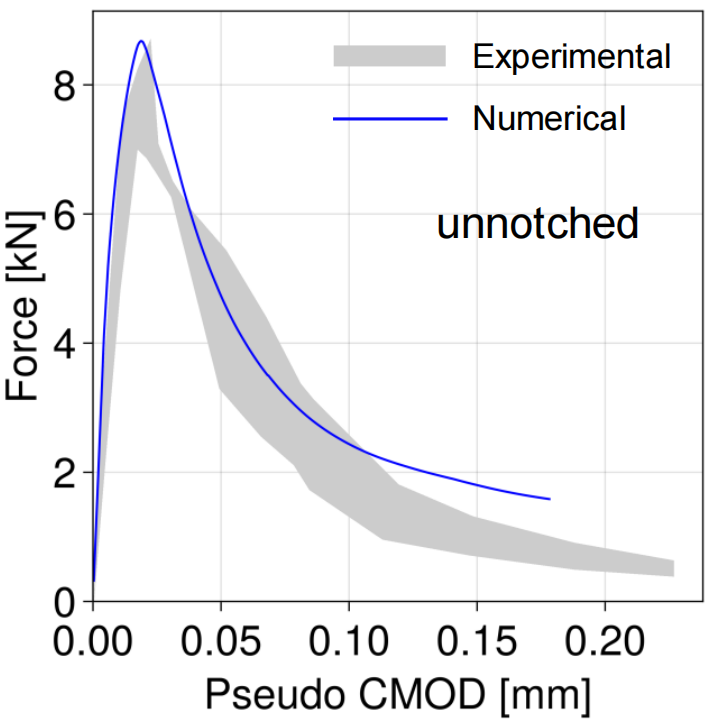 Experimental
Numerical
unnotched
Force [kN]
8
6
4
2
0
0.00 0.05 0.10 0.15 0.20
Pseudo CMOD [mm]